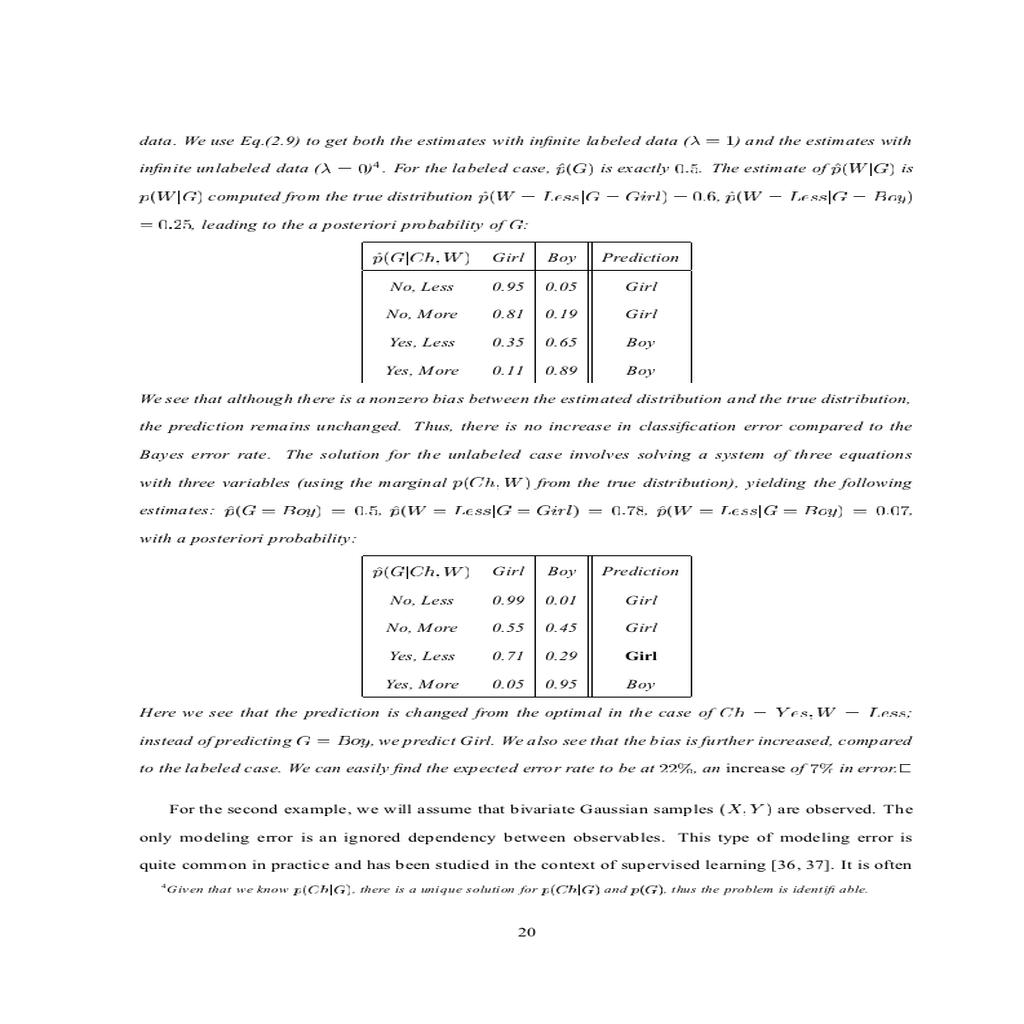 data. We use Eq.(2.9) to get both the estimates with infinite labeled data (λ = 1) and the estimates with
infinite unlabeled data (λ − 0)⁴. For the labeled case, p̂(G) is exactly 0.5. The estimate of p̂(W|G) is
p(W|G) computed from the true distribution p̂(W − Less|G − Girl) − 0.6, p̂(W − Less|G − Boy)
= 0.25, leading to the a posteriori probability of G:
p̂(G|Ch, W) Girl Boy Prediction
No, Less 0.95 0.05 Girl
No, More 0.81 0.19 Girl
Yes, Less 0.35 0.65 Boy
Yes, More 0.11 0.89 Boy
We see that although there is a nonzero bias between the estimated distribution and the true distribution,
the prediction remains unchanged. Thus, there is no increase in classification error compared to the
Bayes error rate. The solution for the unlabeled case involves solving a system of three equations
with three variables (using the marginal p(Ch, W) from the true distribution), yielding the following
estimates: p̂(G = Boy) = 0.5, p̂(W = Less|G = Girl) = 0.78, p̂(W = Less|G = Boy) = 0.07,
with a posteriori probability:
p̂(G|Ch, W) Girl Boy Prediction
No, Less 0.99 0.01 Girl
No, More 0.55 0.45 Girl
Yes, Less 0.71 0.29 Girl
Yes, More 0.05 0.95 Boy
Here we see that the prediction is changed from the optimal in the case of Ch − Yes, W − Less;
instead of predicting G = Boy, we predict Girl. We also see that the bias is further increased, compared
to the labeled case. We can easily find the expected error rate to be at 22%, an increase of 7% in error.□
For the second example, we will assume that bivariate Gaussian samples (X, Y) are observed. The
only modeling error is an ignored dependency between observables. This type of modeling error is
quite common in practice and has been studied in the context of supervised learning [36, 37]. It is often
⁴Given that we know p(Ch|G), there is a unique solution for p(Ch|G) and p(G), thus the problem is identifiable.
20